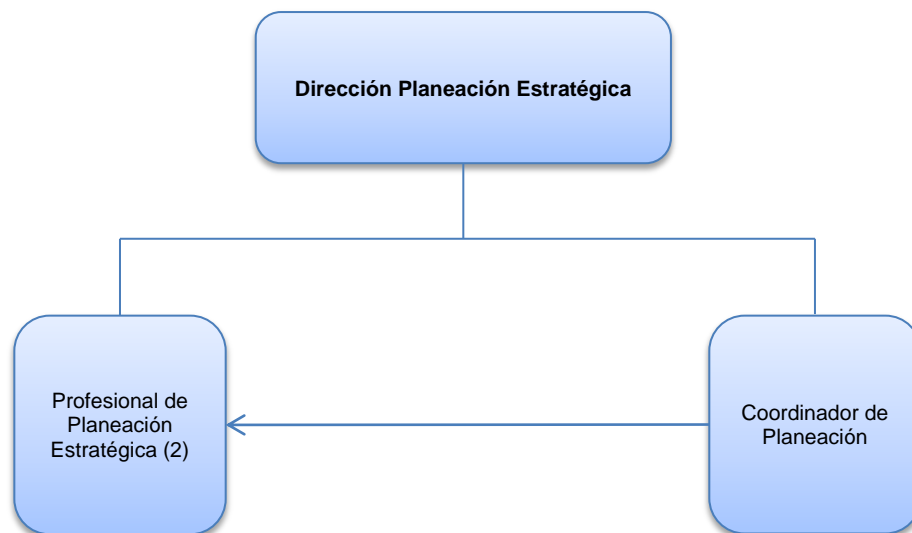 Dirección Planeación Estratégica
Profesional de
Planeación
Estratégica (2)
Coordinador de
Planeación